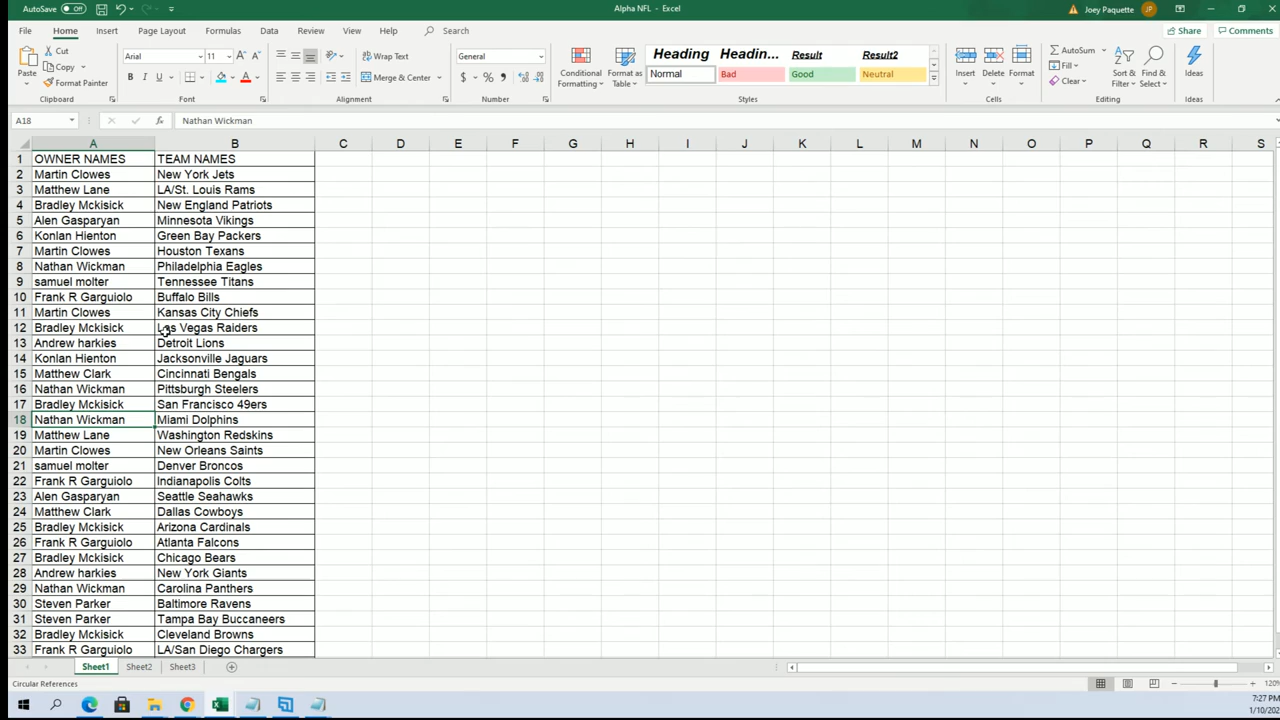 AutoSave Off Alpha NFL - Excel Joey Paquette JP
File Home Insert Page Layout Formulas Data Review View Help Search Share Comments
Paste Cut Copy Format Painter Clipboard
Arial 11 B I U A Font
Wrap Text Merge & Center Alignment
General $ % Number
Conditional Formatting Format as Table
Heading Headin... Result Result2
Normal Bad Good Neutral
Styles
Insert Delete Format Cells
AutoSum Fill Clear Sort & Filter Find & Select Editing
Ideas Ideas
A18 fx Nathan Wickman
A B C D E F G H I J K L M N O P Q R S
1 OWNER NAMES TEAM NAMES
2 Martin Clowes New York Jets
3 Matthew Lane LA/St. Louis Rams
4 Bradley Mckisick New England Patriots
5 Alen Gasparyan Minnesota Vikings
6 Konlan Hienton Green Bay Packers
7 Martin Clowes Houston Texans
8 Nathan Wickman Philadelphia Eagles
9 samuel molter Tennessee Titans
10 Frank R Garguiolo Buffalo Bills
11 Martin Clowes Kansas City Chiefs
12 Bradley Mckisick Las Vegas Raiders
13 Andrew harkies Detroit Lions
14 Konlan Hienton Jacksonville Jaguars
15 Matthew Clark Cincinnati Bengals
16 Nathan Wickman Pittsburgh Steelers
17 Bradley Mckisick San Francisco 49ers
18 Nathan Wickman Miami Dolphins
19 Matthew Lane Washington Redskins
20 Martin Clowes New Orleans Saints
21 samuel molter Denver Broncos
22 Frank R Garguiolo Indianapolis Colts
23 Alen Gasparyan Seattle Seahawks
24 Matthew Clark Dallas Cowboys
25 Bradley Mckisick Arizona Cardinals
26 Frank R Garguiolo Atlanta Falcons
27 Bradley Mckisick Chicago Bears
28 Andrew harkies New York Giants
29 Nathan Wickman Carolina Panthers
30 Steven Parker Baltimore Ravens
31 Steven Parker Tampa Bay Buccaneers
32 Bradley Mckisick Cleveland Browns
33 Frank R Garguiolo LA/San Diego Chargers
Sheet1 Sheet2 Sheet3
Circular References 120%
7:27 PM
1/10/202